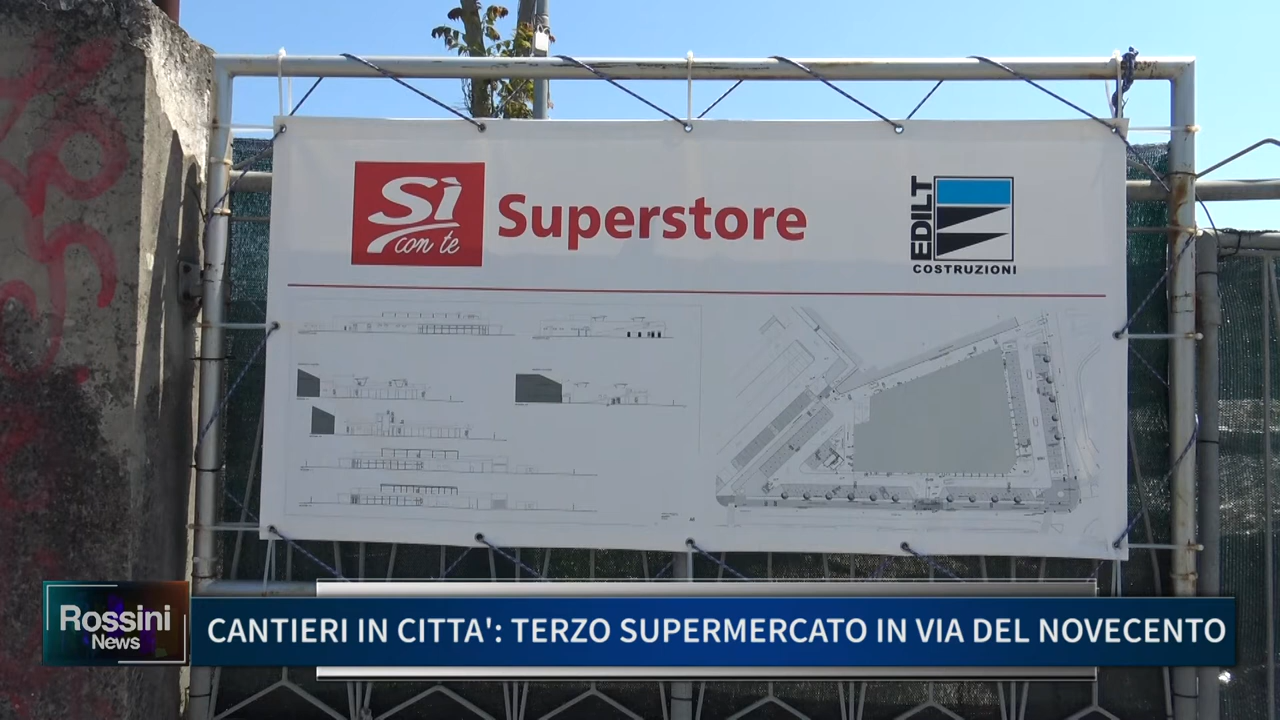 Sì
con te
Superstore
EDILT
COSTRUZIONI
Rossini
News
CANTIERI IN CITTA': TERZO SUPERMERCATO IN VIA DEL NOVECENTO